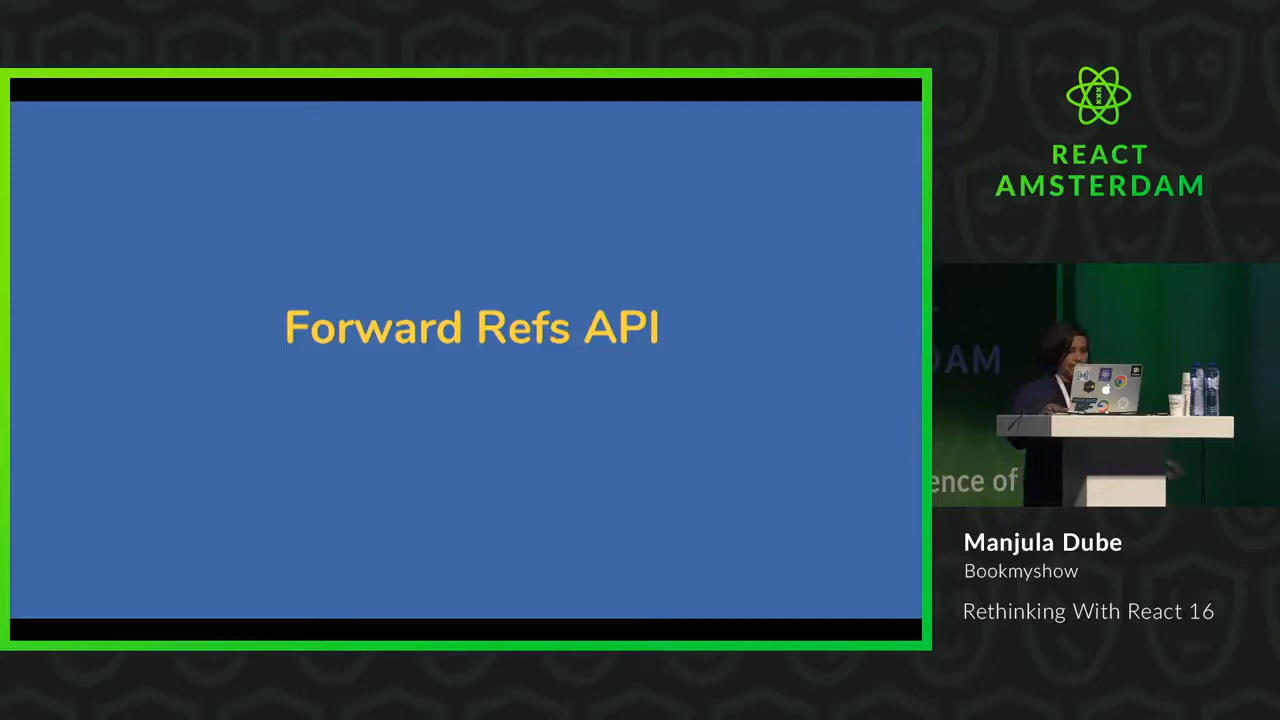 Forward Refs API
REACT
AMSTERDAM
DAM
ence of
Manjula Dube
Bookmyshow
Rethinking With React 16